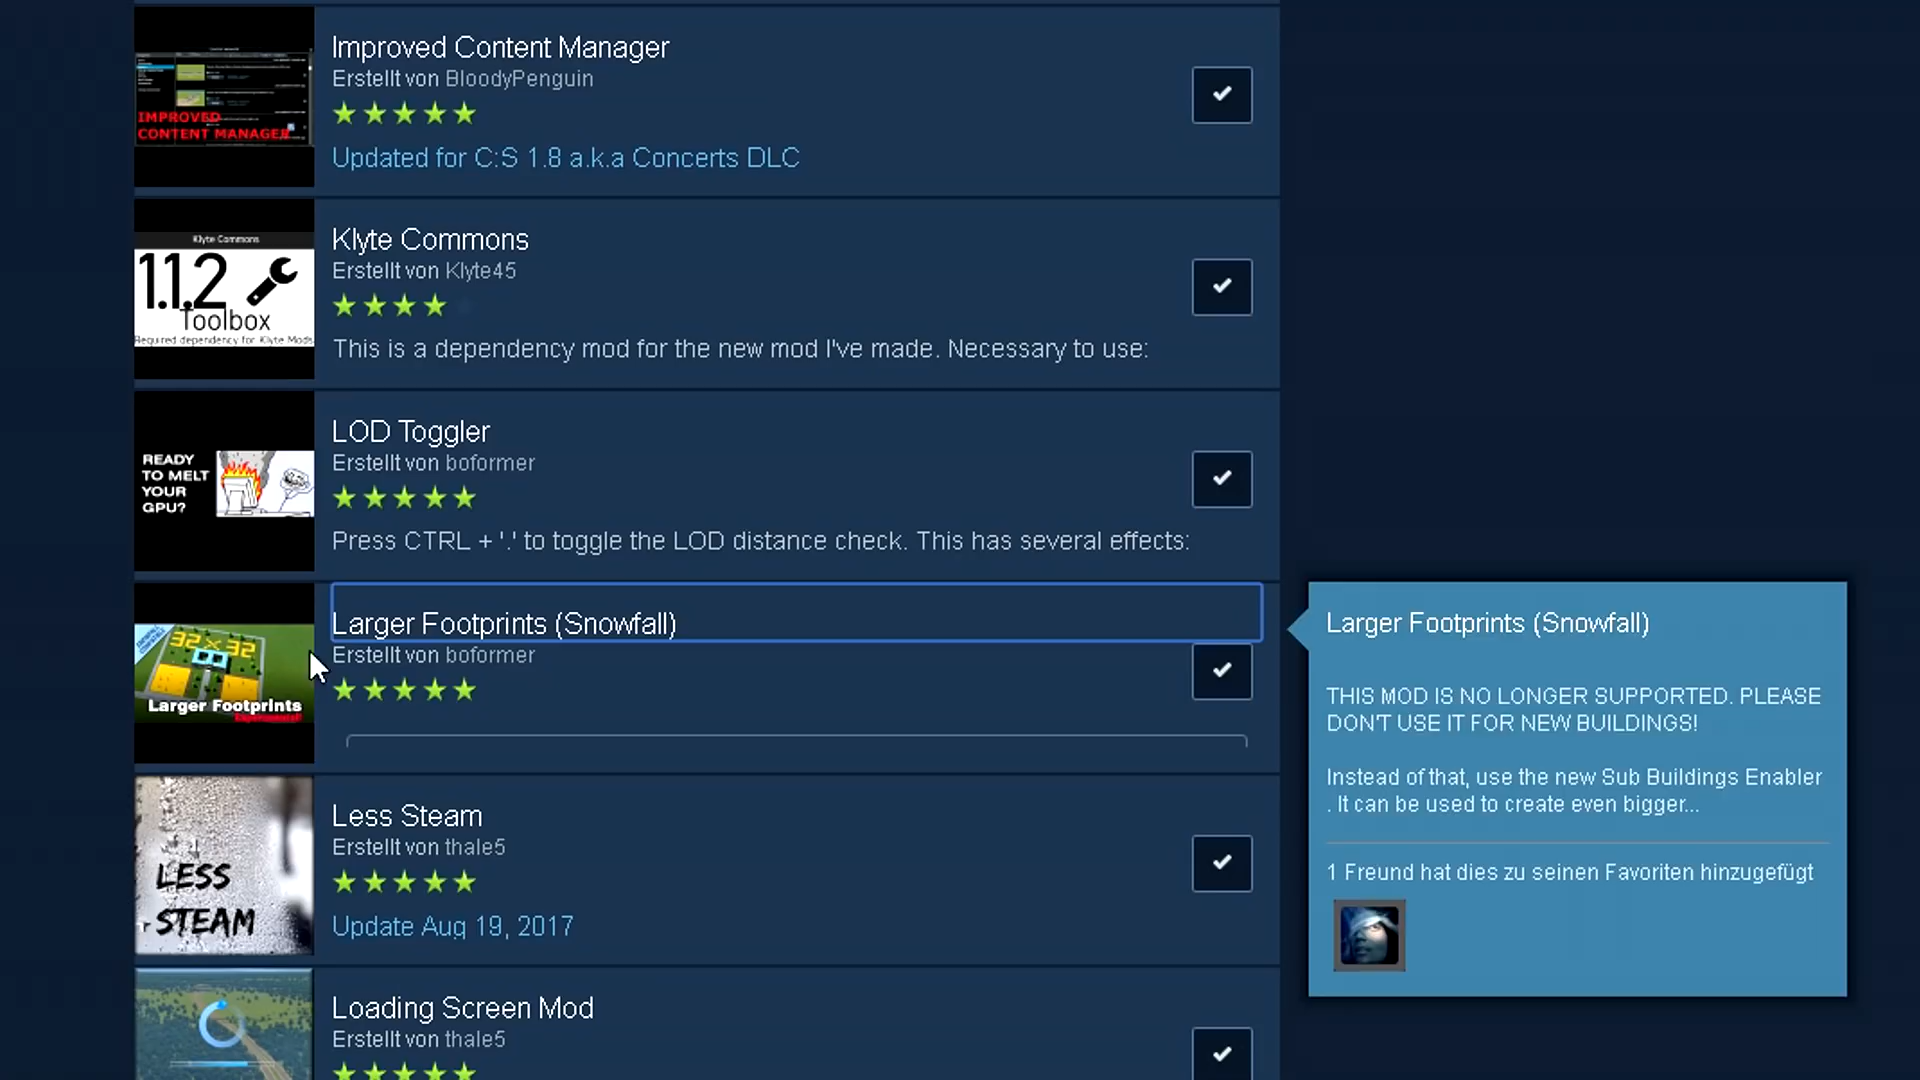 IMPROVED
CONTENT MANAGER
Improved Content Manager
Erstellt von BloodyPenguin
Updated for C:S 1.8 a.k.a Concerts DLC
Klyte Commons
1.1.2
Toolbox
Required dependency for Klyte Mods
Klyte Commons
Erstellt von Klyte45
This is a dependency mod for the new mod I've made. Necessary to use:
READY
TO MELT
YOUR
GPU?
LOD Toggler
Erstellt von boformer
Press CTRL + '.' to toggle the LOD distance check. This has several effects:
32×32
Larger Footprints
Experimental!
Larger Footprints (Snowfall)
Erstellt von boformer
Larger Footprints (Snowfall)
THIS MOD IS NO LONGER SUPPORTED. PLEASE
DON'T USE IT FOR NEW BUILDINGS!
Instead of that, use the new Sub Buildings Enabler
. It can be used to create even bigger...
1 Freund hat dies zu seinen Favoriten hinzugefügt
LESS
STEAM
Less Steam
Erstellt von thale5
Update Aug 19, 2017
Loading Screen Mod
Erstellt von thale5